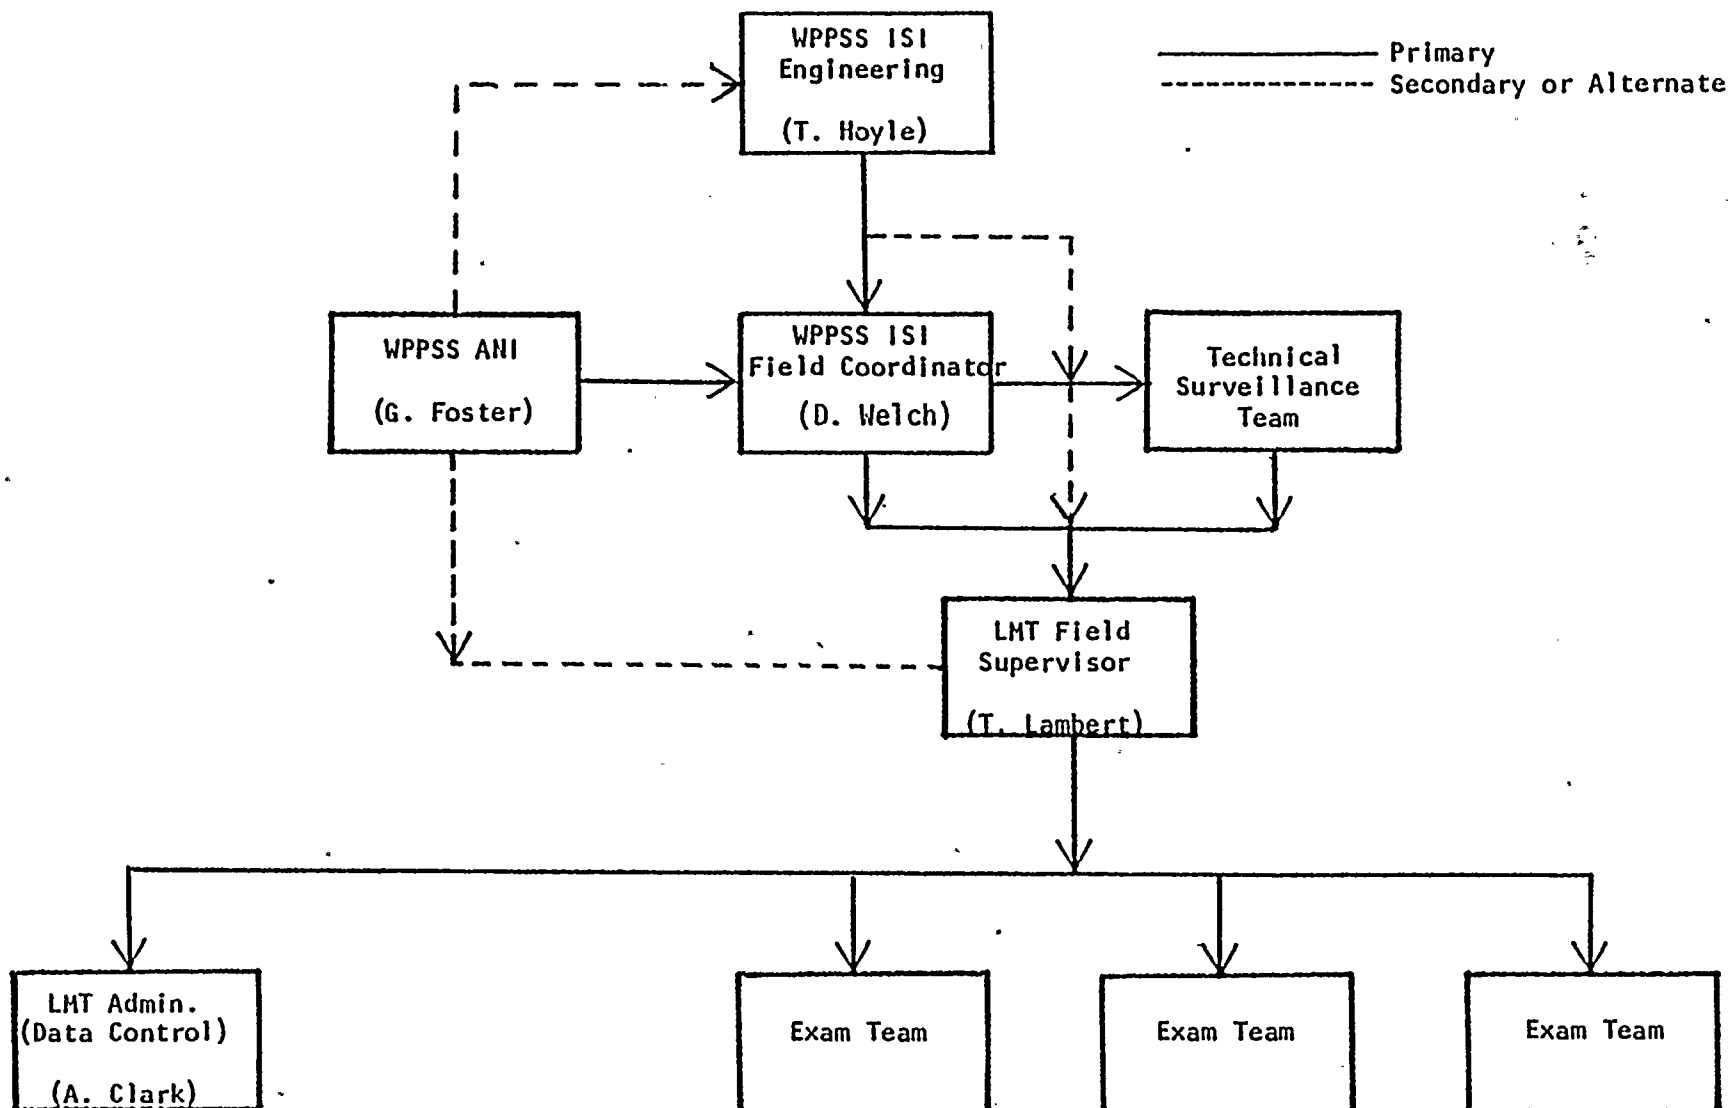 WPPSS ISI
Engineering
(T. Hoyle)
Primary
Secondary or Alternate
WPPSS ANI
(G. Foster)
WPPSS ISI
Field Coordinator
(D. Welch)
Technical
Surveillance
Team
LMT Field
Supervisor
(T. Lambert)
LMT Admin.
(Data Control)
(A. Clark)
Exam Team
Exam Team
Exam Team